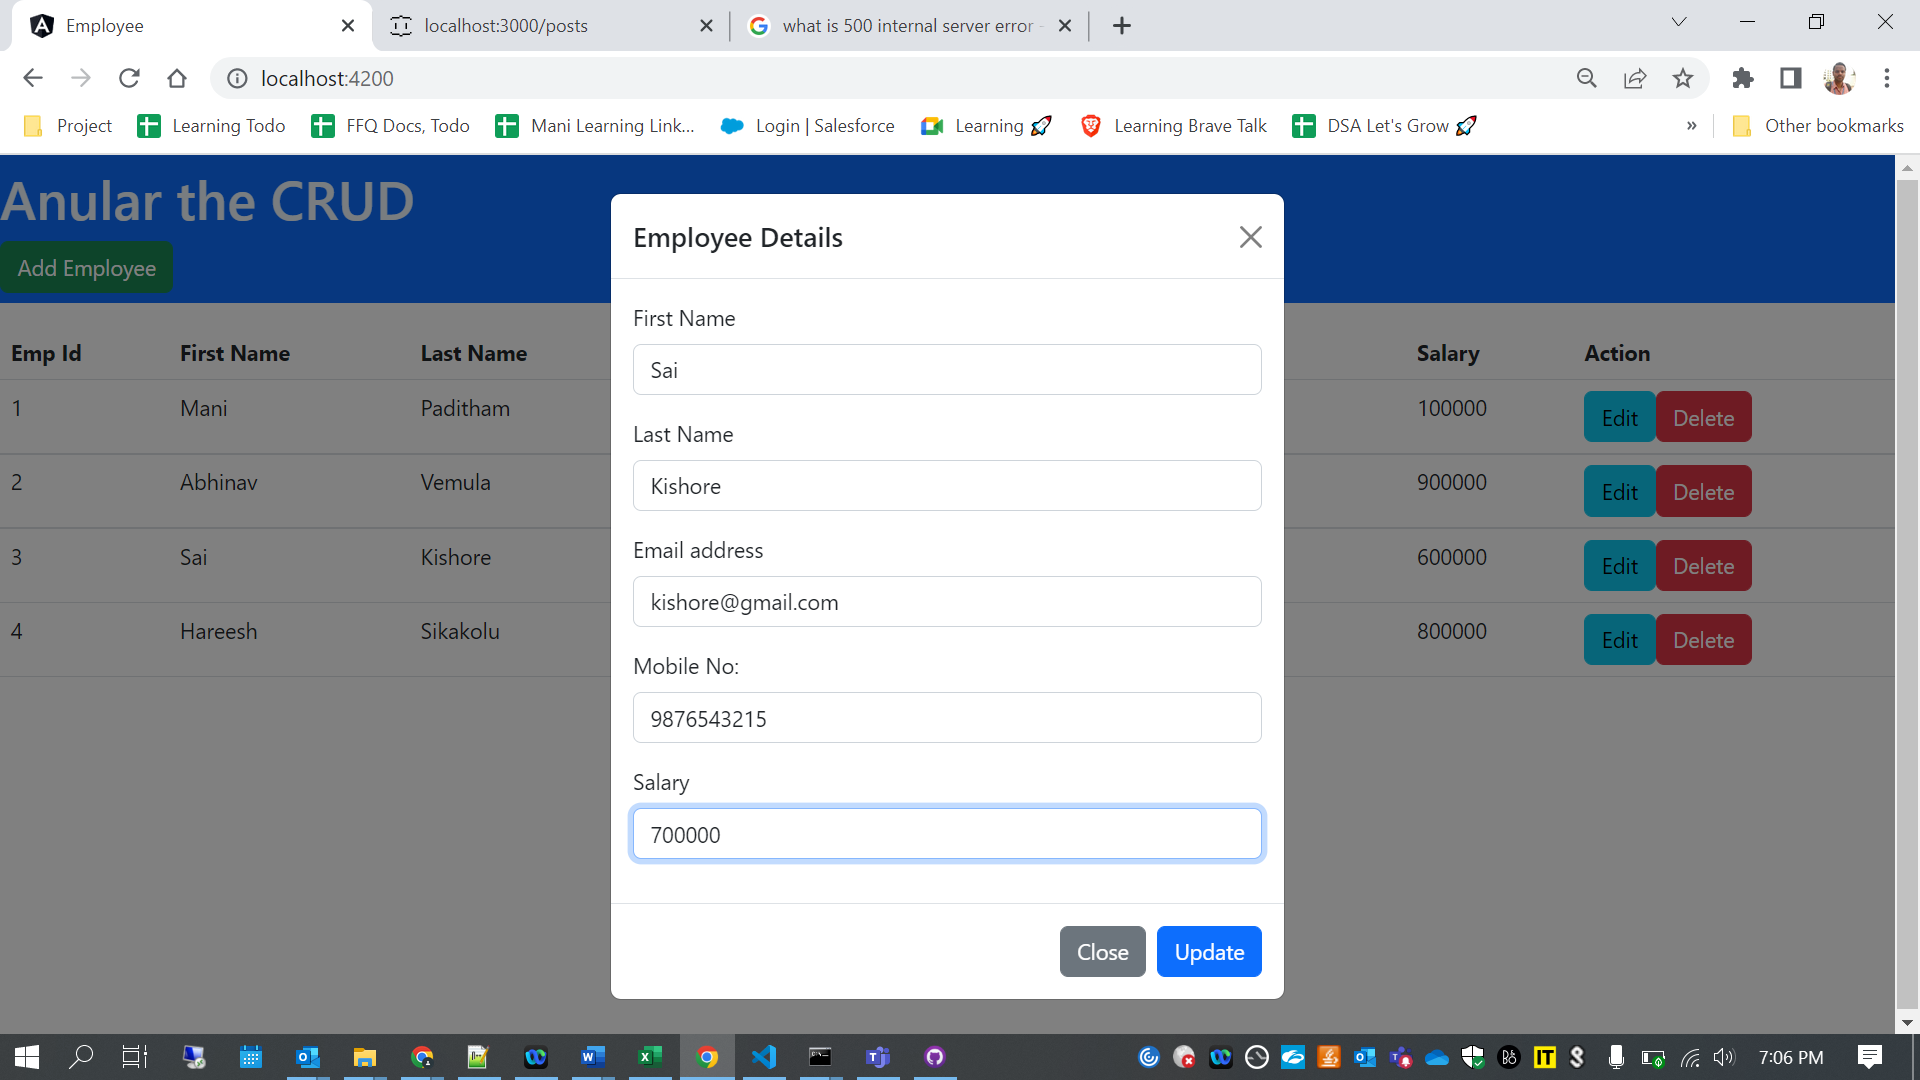 Employee
localhost:3000/posts
what is 500 internal server error -
localhost:4200
Project
Learning Todo
FFQ Docs, Todo
Mani Learning Link...
Login | Salesforce
Learning 🚀
Learning Brave Talk
DSA Let's Grow 🚀
»
Other bookmarks
Anular the CRUD
Add Employee
Emp Id First Name Last Name Salary Action
1 Mani Paditham 100000 Edit Delete
2 Abhinav Vemula 900000 Edit Delete
3 Sai Kishore 600000 Edit Delete
4 Hareesh Sikakolu 800000 Edit Delete
Employee Details
First Name
Sai
Last Name
Kishore
Email address
kishore@gmail.com
Mobile No:
9876543215
Salary
700000
Close Update
IT
7:06 PM